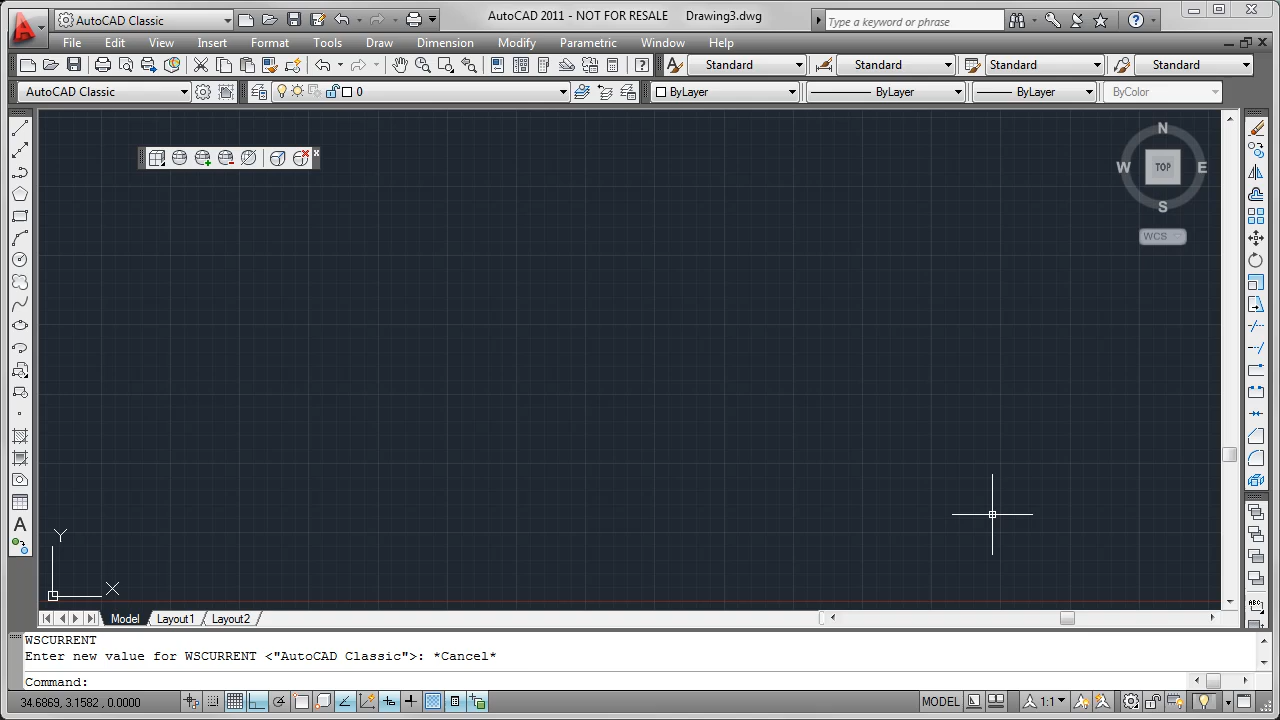 AutoCAD Classic
AutoCAD 2011 - NOT FOR RESALE Drawing3.dwg
Type a keyword or phrase
File Edit View Insert Format Tools Draw Dimension Modify Parametric Window Help
Standard Standard Standard Standard
AutoCAD Classic 0 ByLayer ByLayer ByLayer ByColor
N
W TOP E
S
WCS
Y
X
Model Layout1 Layout2
WSCURRENT
Enter new value for WSCURRENT <"AutoCAD Classic">: *Cancel*
Command:
34.6869, 3.1582 , 0.0000 MODEL 1:1